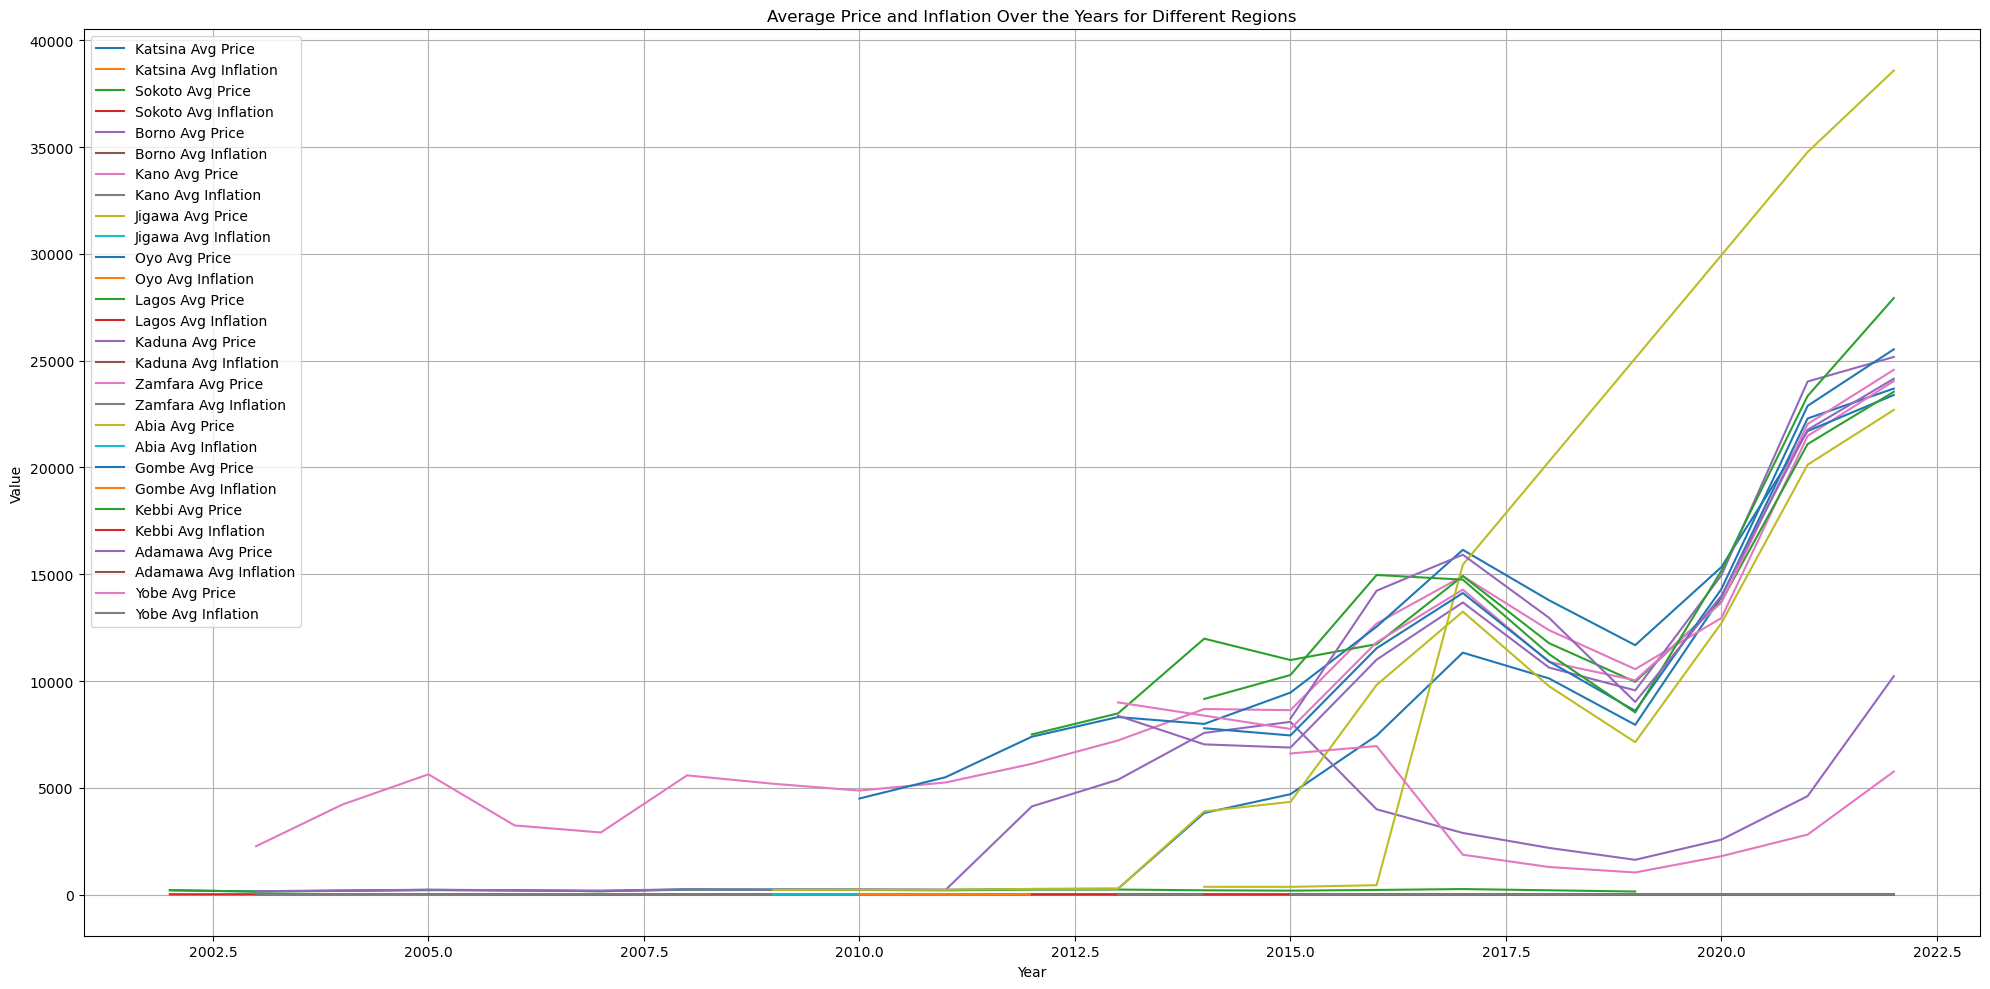 Average Price and Inflation Over the Years for Different Regions
40000
35000
30000
25000
20000
15000
10000
5000
0
Value
Katsina Avg Price
Katsina Avg Inflation
Sokoto Avg Price
Sokoto Avg Inflation
Borno Avg Price
Borno Avg Inflation
Kano Avg Price
Kano Avg Inflation
Jigawa Avg Price
Jigawa Avg Inflation
Oyo Avg Price
Oyo Avg Inflation
Lagos Avg Price
Lagos Avg Inflation
Kaduna Avg Price
Kaduna Avg Inflation
Zamfara Avg Price
Zamfara Avg Inflation
Abia Avg Price
Abia Avg Inflation
Gombe Avg Price
Gombe Avg Inflation
Kebbi Avg Price
Kebbi Avg Inflation
Adamawa Avg Price
Adamawa Avg Inflation
Yobe Avg Price
Yobe Avg Inflation
2002.5 2005.0 2007.5 2010.0 2012.5 2015.0 2017.5 2020.0 2022.5
Year